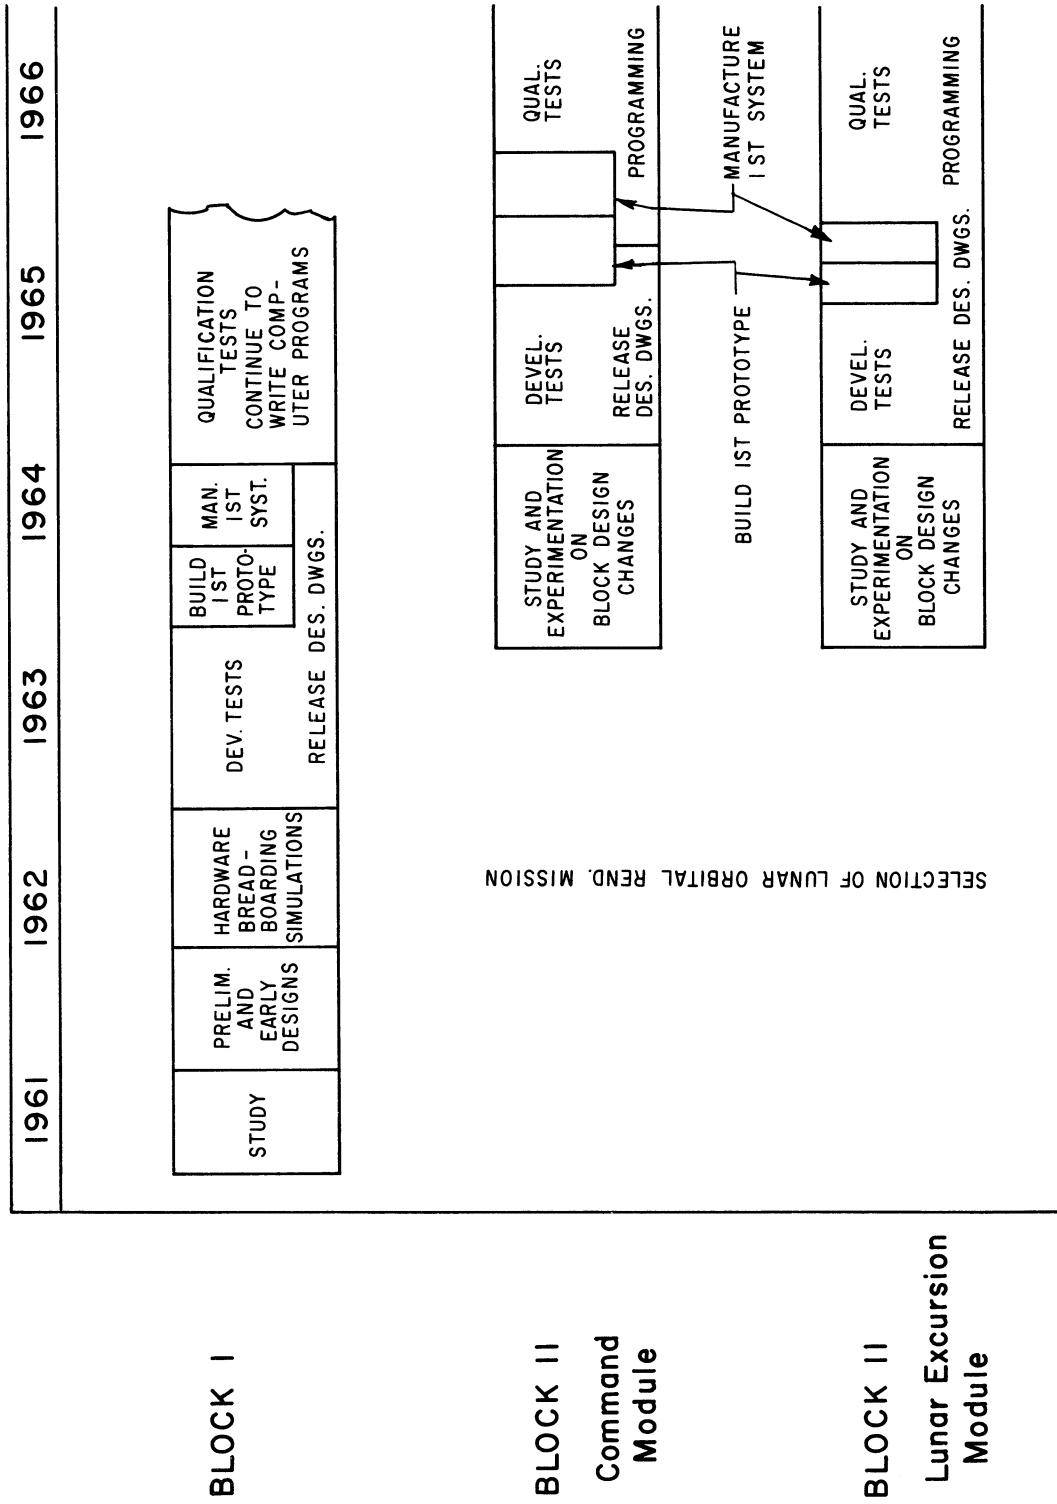 1961 1962 1963 1964 1965 1966
BLOCK I
STUDY
PRELIM.
AND
EARLY
DESIGNS
HARDWARE
BREAD-
BOARDING
SIMULATIONS
DEV. TESTS
BUILD
1ST
PROTO-
TYPE
MAN.
1ST
SYST.
RELEASE DES. DWGS.
QUALIFICATION
TESTS
CONTINUE TO
WRITE COMP-
UTER PROGRAMS
BLOCK II
Command
Module
STUDY AND
EXPERIMENTATION
ON
BLOCK DESIGN
CHANGES
DEVEL.
TESTS
RELEASE
DES. DWGS.
QUAL.
TESTS
PROGRAMMING
SELECTION OF LUNAR ORBITAL REND. MISSION
BUILD 1ST PROTOTYPE
MANUFACTURE
1ST SYSTEM
BLOCK II
Lunar Excursion
Module
STUDY AND
EXPERIMENTATION
ON
BLOCK DESIGN
CHANGES
DEVEL.
TESTS
RELEASE DES. DWGS.
QUAL.
TESTS
PROGRAMMING